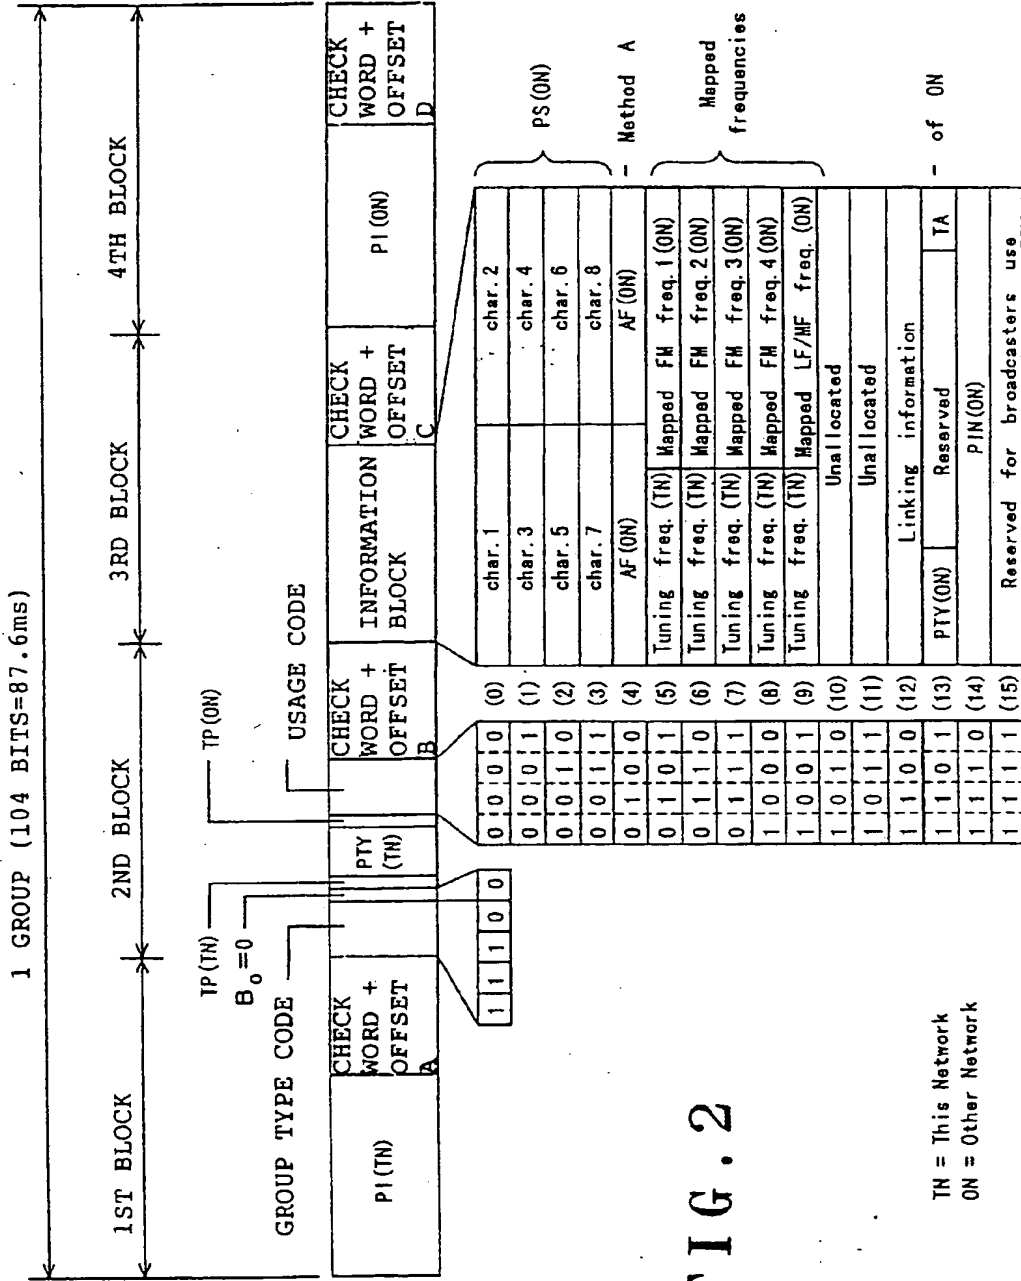 1 GROUP (104 BITS=87.6ms)
1ST BLOCK
2ND BLOCK
3RD BLOCK
4TH BLOCK
TP(TN)
B₀=0
GROUP TYPE CODE
TP(ON)
USAGE CODE
PI(TN)
CHECK
WORD +
OFFSET
A
PTY
(TN)
CHECK
WORD +
OFFSET
B
INFORMATION
BLOCK
CHECK
WORD +
OFFSET
C
PI(ON)
CHECK
WORD +
OFFSET
D
1 1 1 0 0 0
0 0 0 0 (0) char.1 char.2
0 0 0 1 (1) char.3 char.4
0 0 1 0 (2) char.5 char.6
0 0 1 1 (3) char.7 char.8
PS(ON)
0 1 0 0 (4) AF(ON) AF(ON) - Method A
0 1 0 1 (5) Tuning freq.(TN) Mapped FM freq.1(ON)
0 1 1 0 (6) Tuning freq.(TN) Mapped FM freq.2(ON)
0 1 1 1 (7) Tuning freq.(TN) Mapped FM freq.3(ON)
1 0 0 0 (8) Tuning freq.(TN) Mapped FM freq.4(ON)
1 0 0 1 (9) Tuning freq.(TN) Mapped LF/MF freq.(ON)
Mapped
frequencies
1 0 1 0 (10) Unallocated
1 0 1 1 (11) Unallocated
1 1 0 0 (12) Linking information
1 1 0 1 (13) PTY(ON) Reserved TA - of ON
1 1 1 0 (14) PIN(ON)
1 1 1 1 (15) Reserved for broadcasters use
FIG.2
TN = This Network
ON = Other Network